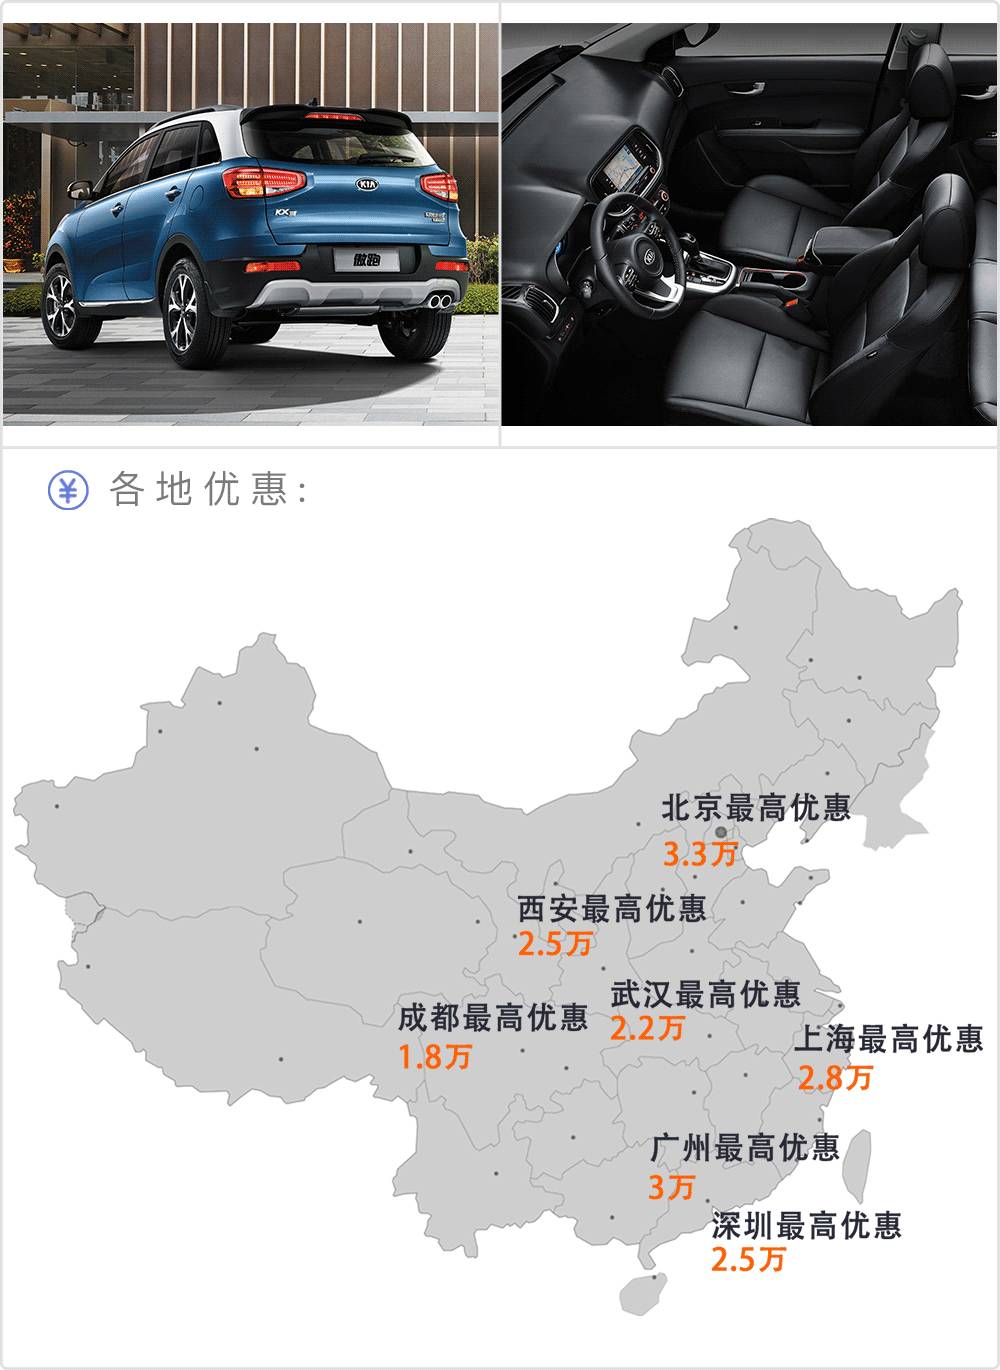 KIA
傲跑
¥ 各地优惠:
北京最高优惠
3.3万
西安最高优惠
2.5万
武汉最高优惠
2.2万
成都最高优惠
1.8万
上海最高优惠
2.8万
广州最高优惠
3万
深圳最高优惠
2.5万